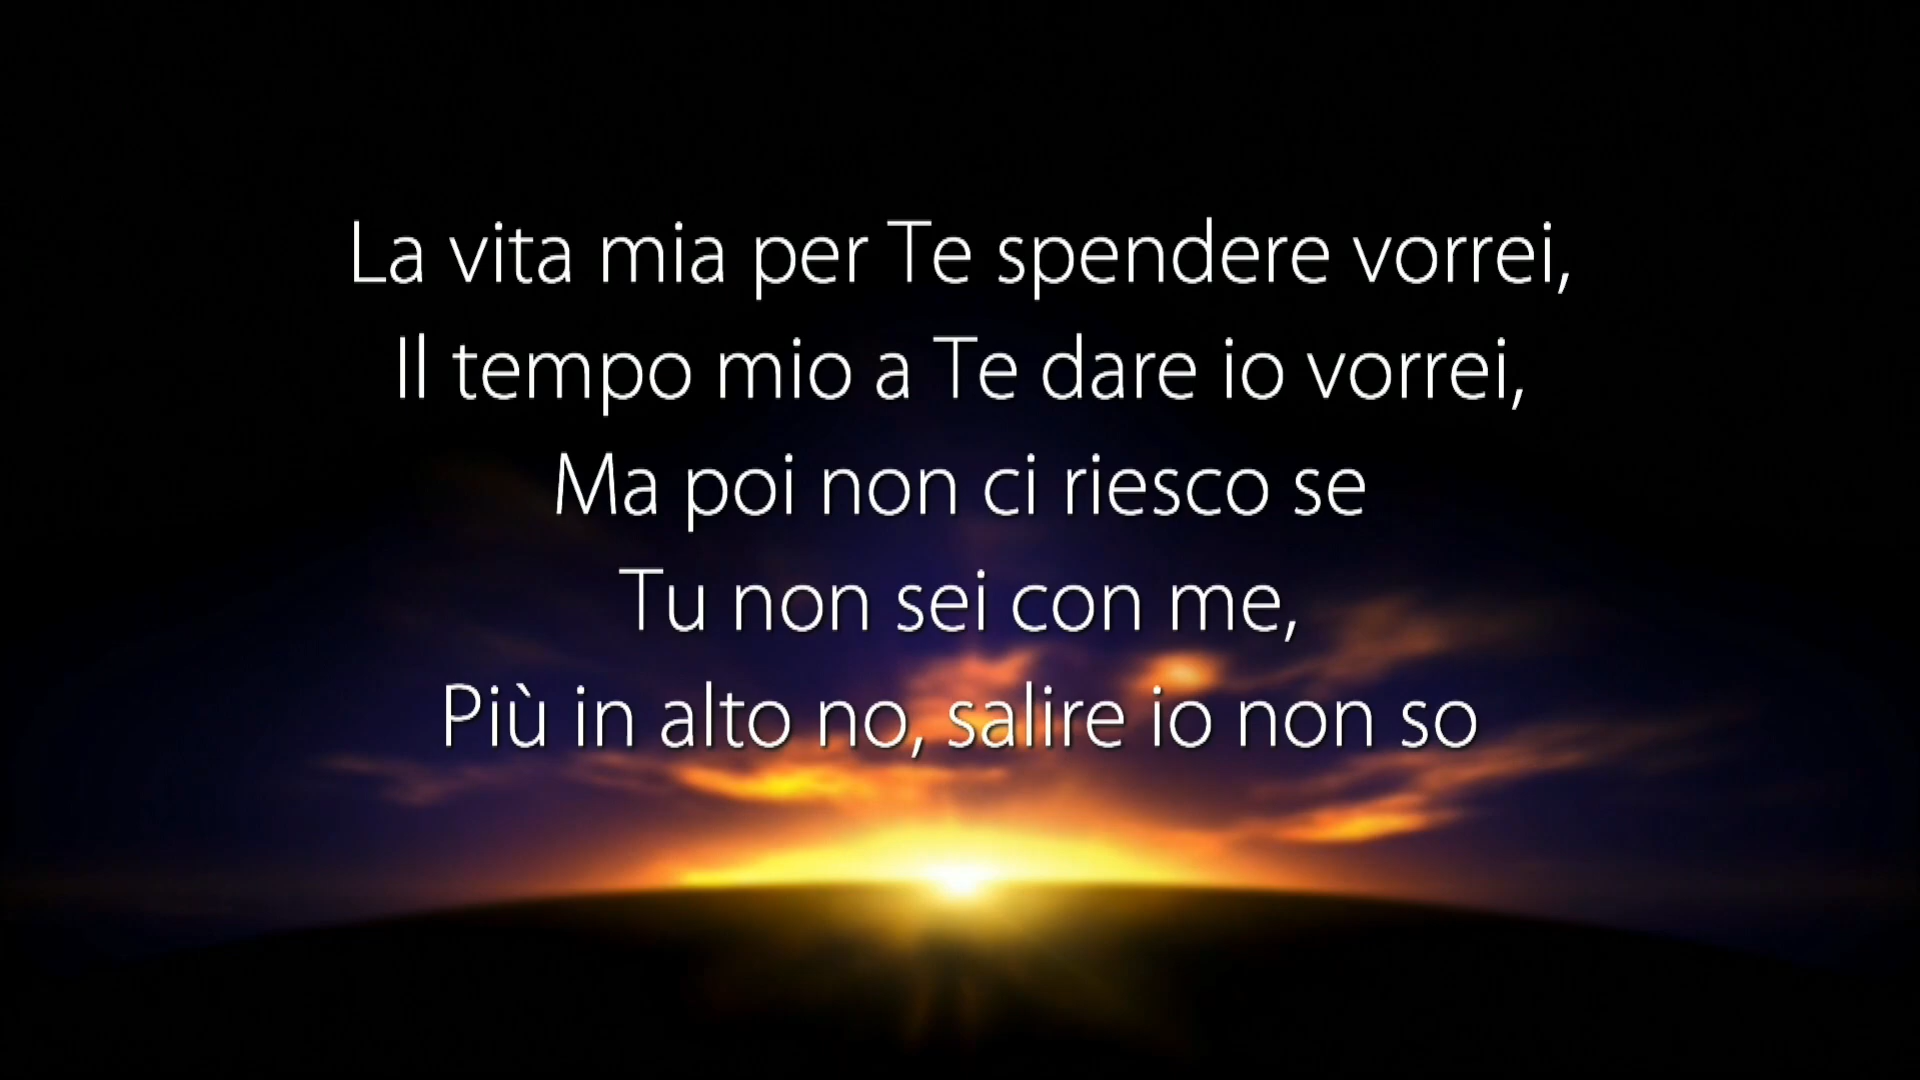 La vita mia per Te spendere vorrei,
Il tempo mio a Te dare io vorrei,
Ma poi non ci riesco se
Tu non sei con me,
Più in alto no, salire io non so